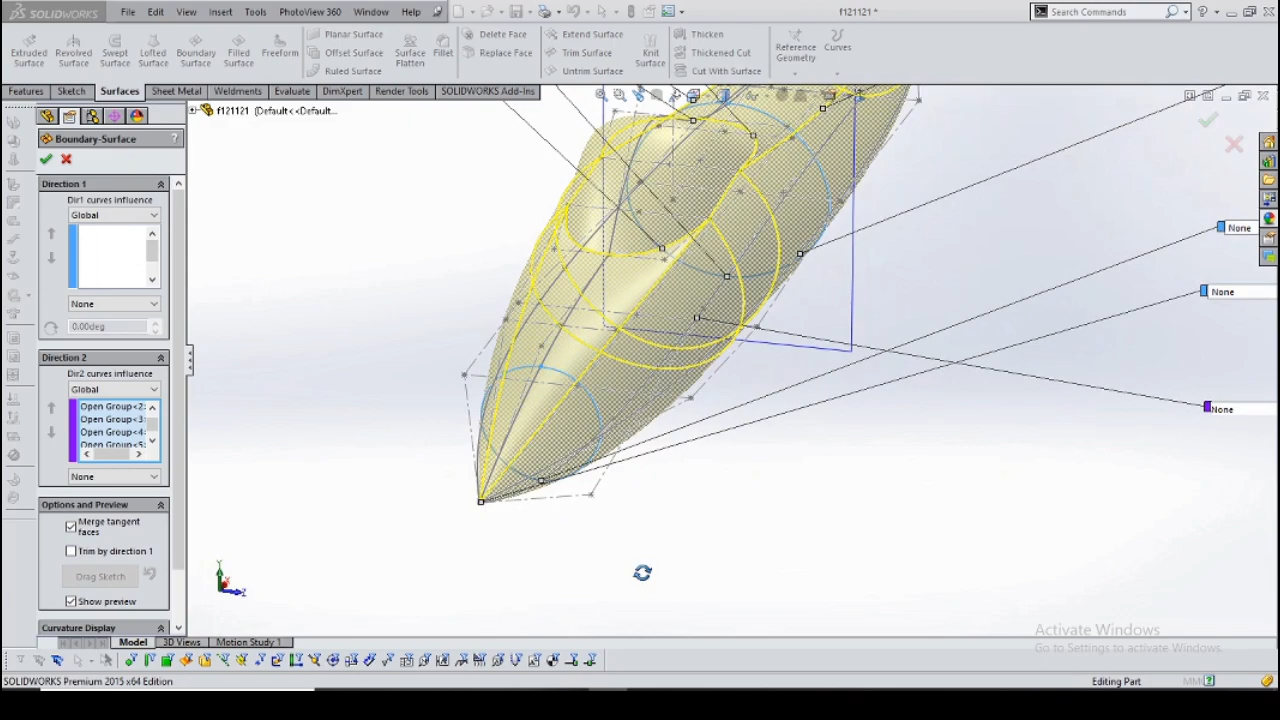 SOLIDWORKS File Edit View Insert Tools PhotoView 360 Window Help f121121 * Search Commands
Extruded Surface
Revolved Surface
Swept Surface
Lofted Surface
Boundary Surface
Filled Surface
Freeform
Planar Surface
Offset Surface
Ruled Surface
Surface Flatten
Fillet
Delete Face
Replace Face
Extend Surface
Trim Surface
Untrim Surface
Knit Surface
Thicken
Thickened Cut
Cut With Surface
Reference Geometry
Curves
Features Sketch Surfaces Sheet Metal Weldments Evaluate DimXpert Render Tools SOLIDWORKS Add-Ins
f121121 (Default<<Default...
Boundary-Surface ?
Direction 1
Dir1 curves influence
Global
None
0.00deg
Direction 2
Dir2 curves influence
Global
Open Group<2>
Open Group<3>
Open Group<4>
Open Group<5>
None
Options and Preview
Merge tangent
faces
Trim by direction 1
Drag Sketch
Show preview
Curvature Display
None
None
None
Y
X
Z
Model 3D Views Motion Study 1
Activate Windows
Go to Settings to activate Windows.
SOLIDWORKS Premium 2015 x64 Edition Editing Part